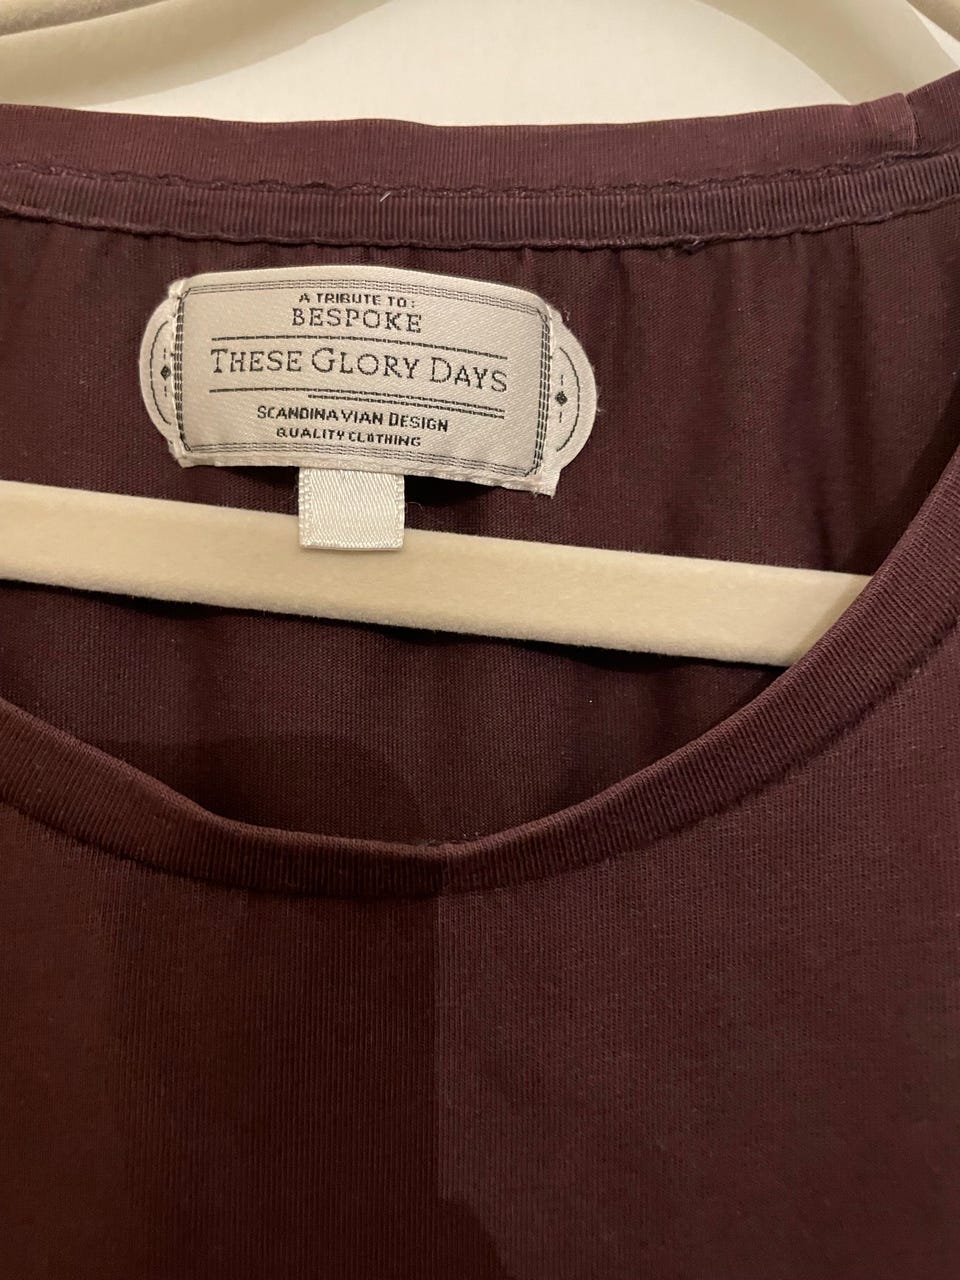 A TRIBUTE TO:
BESPOKE
THESE GLORY DAYS
SCANDINAVIAN DESIGN
QUALITY CLOTHING